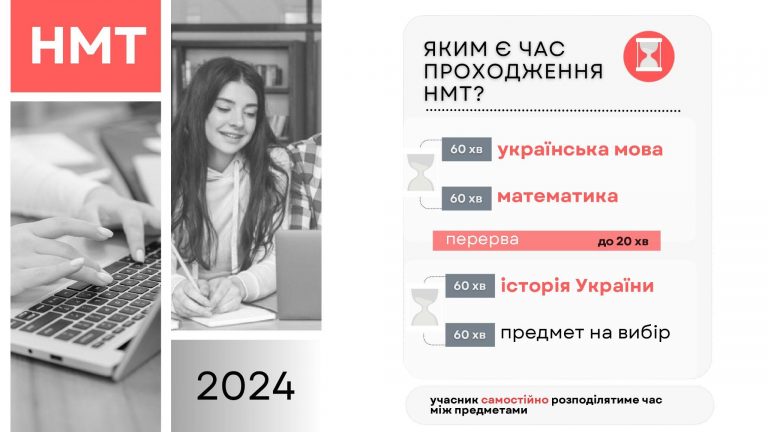 НМТ
2024
ЯКИМ Є ЧАС
ПРОХОДЖЕННЯ
НМТ?
60 хв українська мова
60 хв математика
перерва до 20 хв
60 хв історія України
60 хв предмет на вибір
учасник самостійно розподілятиме час
між предметами